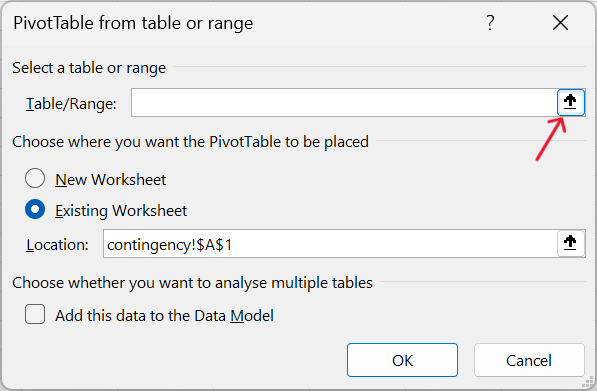 PivotTable from table or range
?
Select a table or range
Table/Range:
Choose where you want the PivotTable to be placed
New Worksheet
Existing Worksheet
Location: contingency!$A$1
Choose whether you want to analyse multiple tables
Add this data to the Data Model
OK Cancel